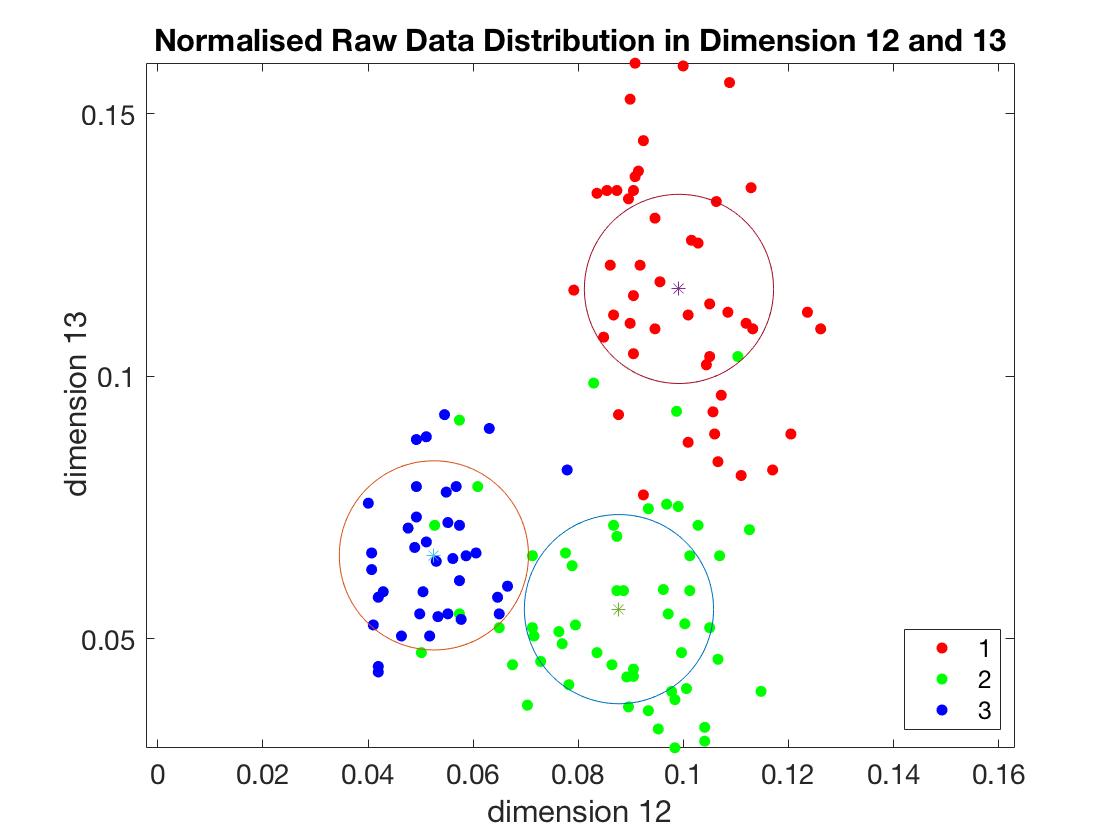 Normalised Raw Data Distribution in Dimension 12 and 13
0.15
0.1
0.05
dimension 13
1
2
3
0 0.02 0.04 0.06 0.08 0.1 0.12 0.14 0.16
dimension 12